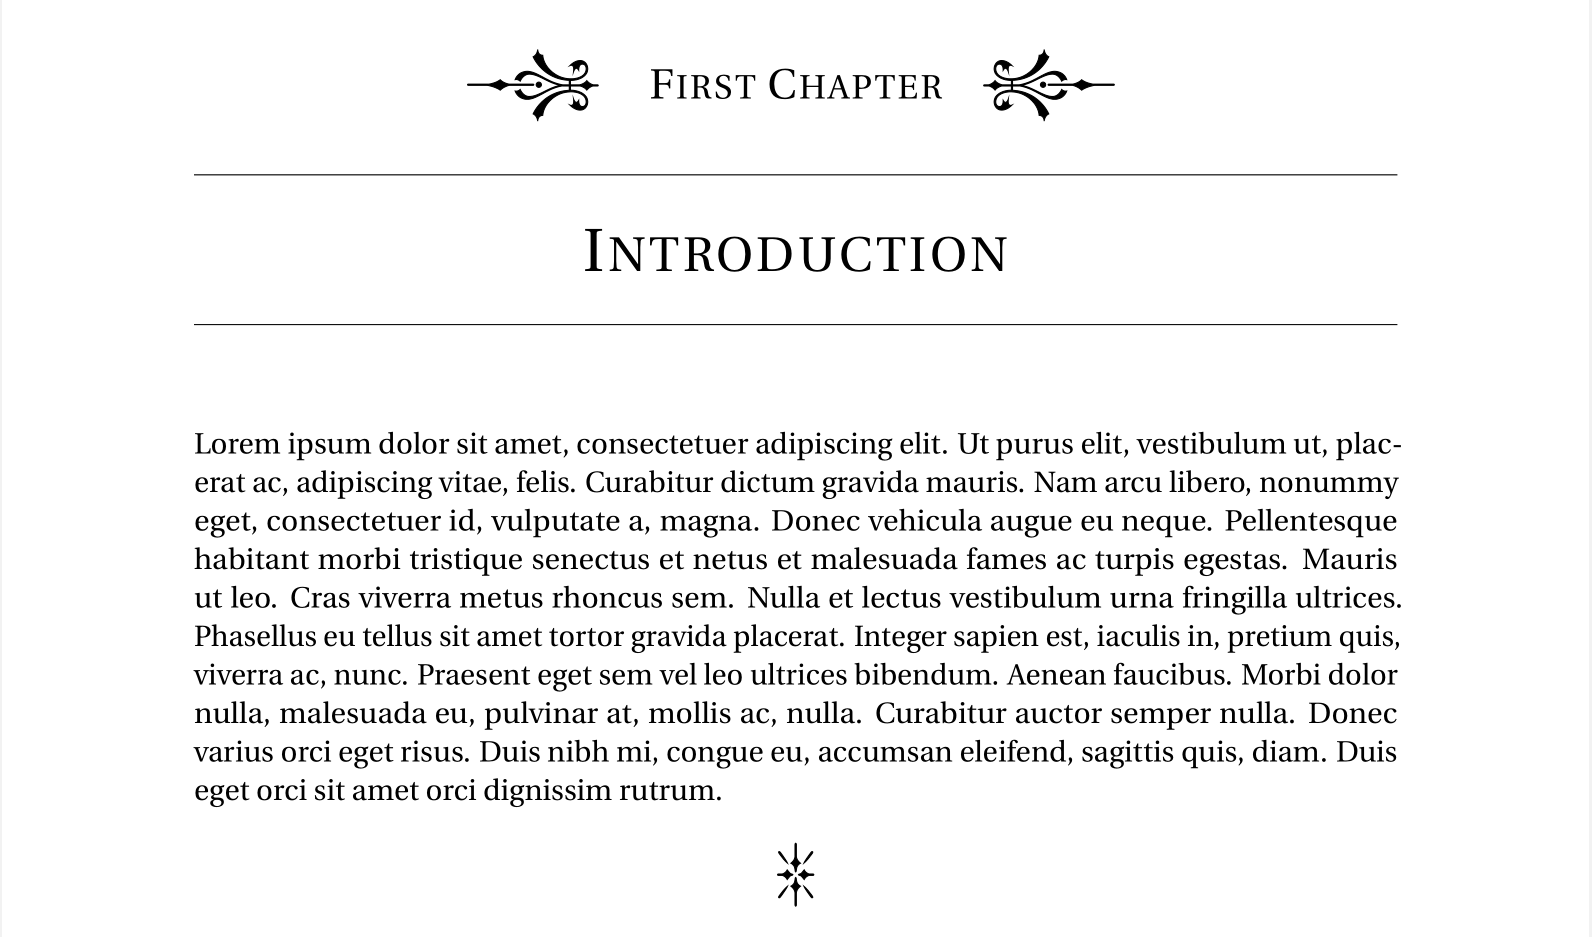 First Chapter
Introduction
Lorem ipsum dolor sit amet, consectetuer adipiscing elit. Ut purus elit, vestibulum ut, plac-
erat ac, adipiscing vitae, felis. Curabitur dictum gravida mauris. Nam arcu libero, nonummy
eget, consectetuer id, vulputate a, magna. Donec vehicula augue eu neque. Pellentesque
habitant morbi tristique senectus et netus et malesuada fames ac turpis egestas. Mauris
ut leo. Cras viverra metus rhoncus sem. Nulla et lectus vestibulum urna fringilla ultrices.
Phasellus eu tellus sit amet tortor gravida placerat. Integer sapien est, iaculis in, pretium quis,
viverra ac, nunc. Praesent eget sem vel leo ultrices bibendum. Aenean faucibus. Morbi dolor
nulla, malesuada eu, pulvinar at, mollis ac, nulla. Curabitur auctor semper nulla. Donec
varius orci eget risus. Duis nibh mi, congue eu, accumsan eleifend, sagittis quis, diam. Duis
eget orci sit amet orci dignissim rutrum.